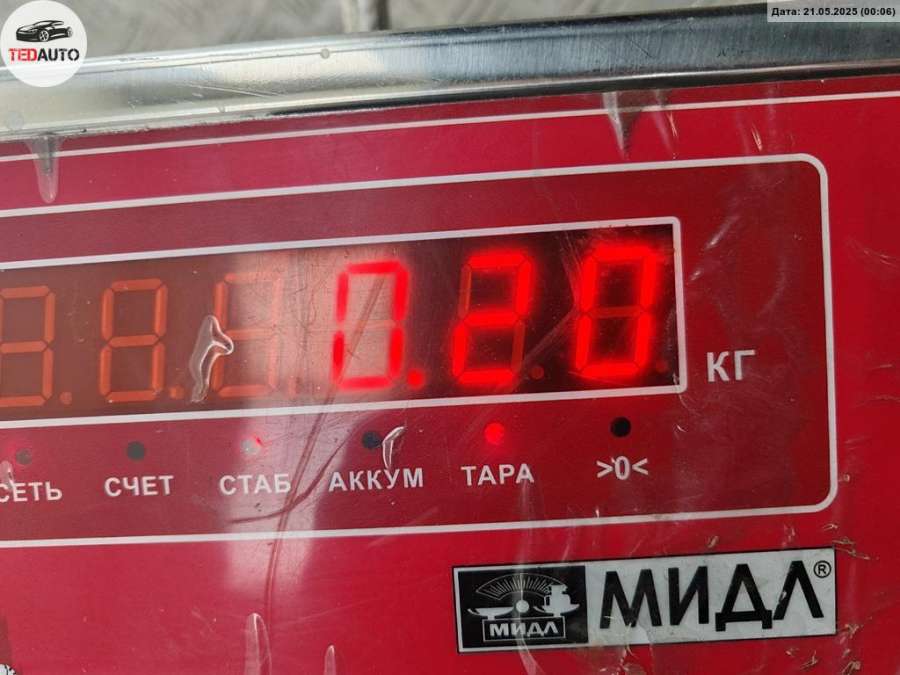 TEDAUTO
Дата: 21.05.2025 (00:06)
0.20 КГ
СЕТЬ СЧЕТ СТАБ АККУМ ТАРА >0<
МИДЛ МИДЛ®